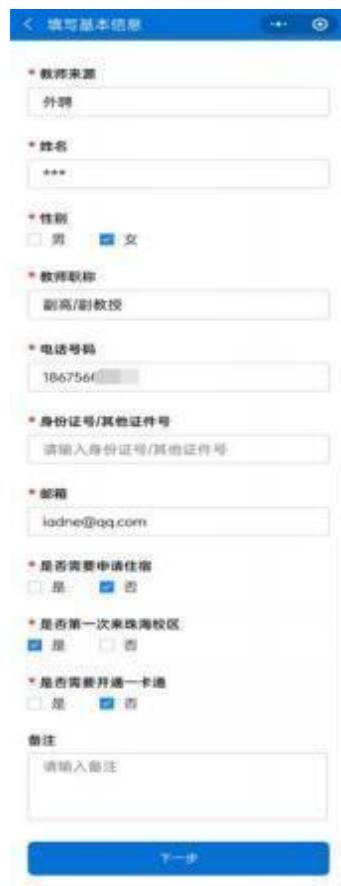 填写基本信息
* 教师来源
外聘
* 姓名
***
* 性别
男 女
* 教师职称
副高/副教授
* 电话号码
186756
* 身份证号/其他证件号
请输入身份证号/其他证件号
* 邮箱
iadne@qq.com
* 是否需要申请住宿
是 否
* 是否第一次来珠海校区
是 否
* 是否需要开通一卡通
是 否
备注
请输入备注
下一步